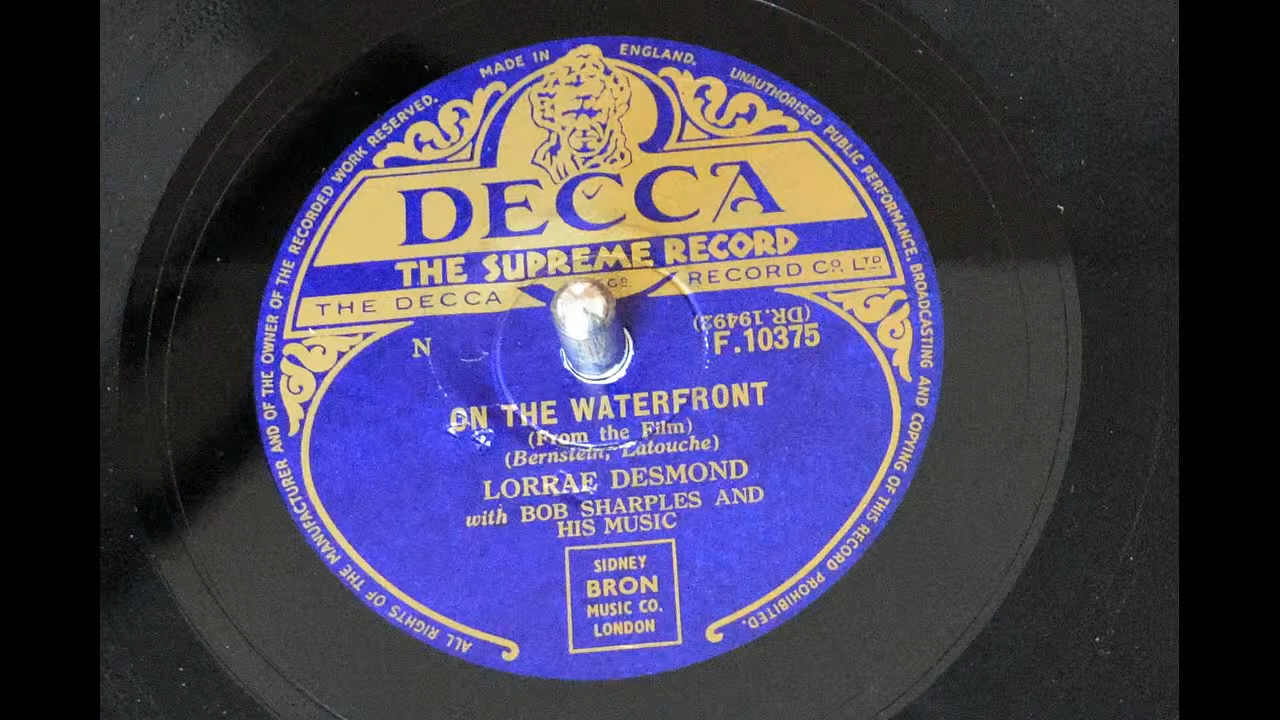 ALL RIGHTS OF THE MANUFACTURER AND OF THE OWNER OF THE RECORDED WORK RESERVED. MADE IN ENGLAND. UNAUTHORISED PUBLIC PERFORMANCE, BROADCASTING AND COPYING OF THIS RECORD PROHIBITED.
DECCA
THE SUPREME RECORD
THE DECCA RECORD CO. LTD
(DR.19492)
N F.10375
ON THE WATERFRONT
(From the Film)
(Bernstein, Latouche)
LORRAE DESMOND
with BOB SHARPLES AND
HIS MUSIC
SIDNEY
BRON
MUSIC CO.
LONDON